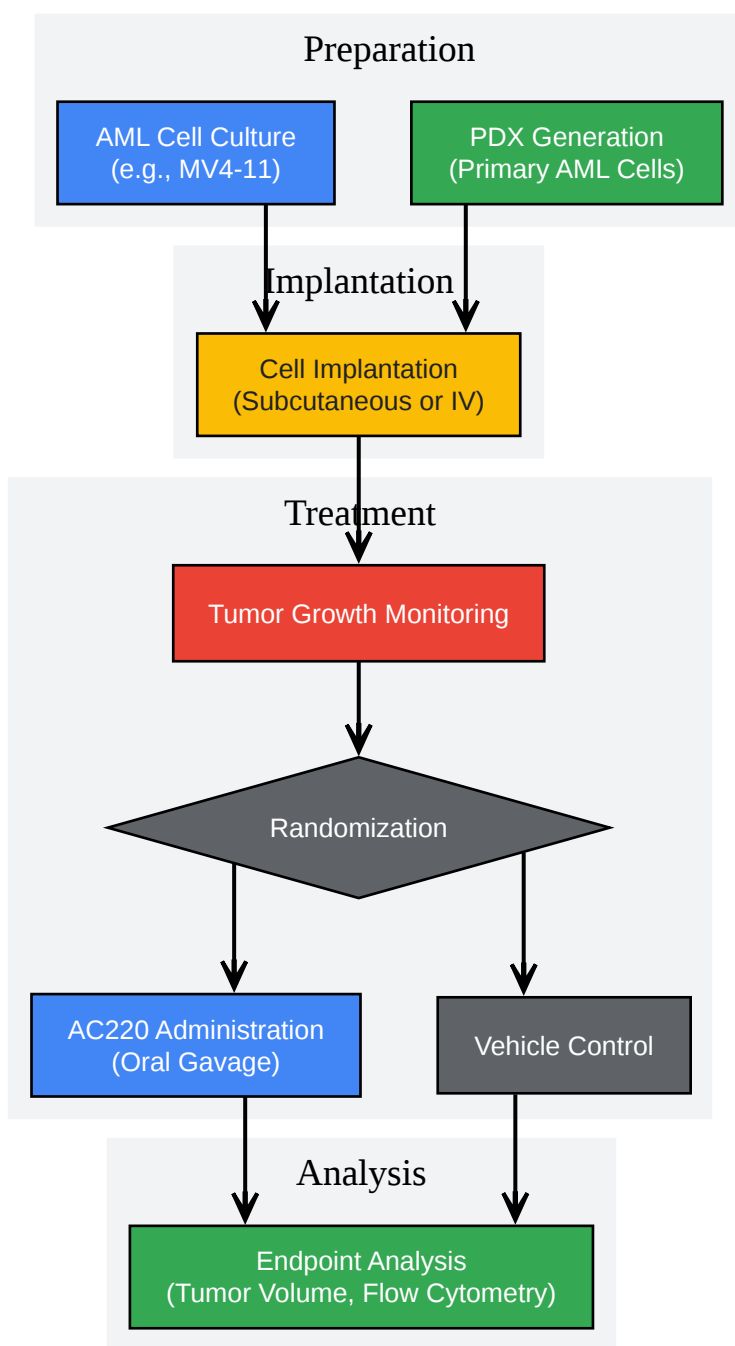 Preparation
AML Cell Culture
(e.g., MV4-11)
PDX Generation
(Primary AML Cells)
Implantation
Cell Implantation
(Subcutaneous or IV)
Treatment
Tumor Growth Monitoring
Randomization
AC220 Administration
(Oral Gavage)
Vehicle Control
Analysis
Endpoint Analysis
(Tumor Volume, Flow Cytometry)